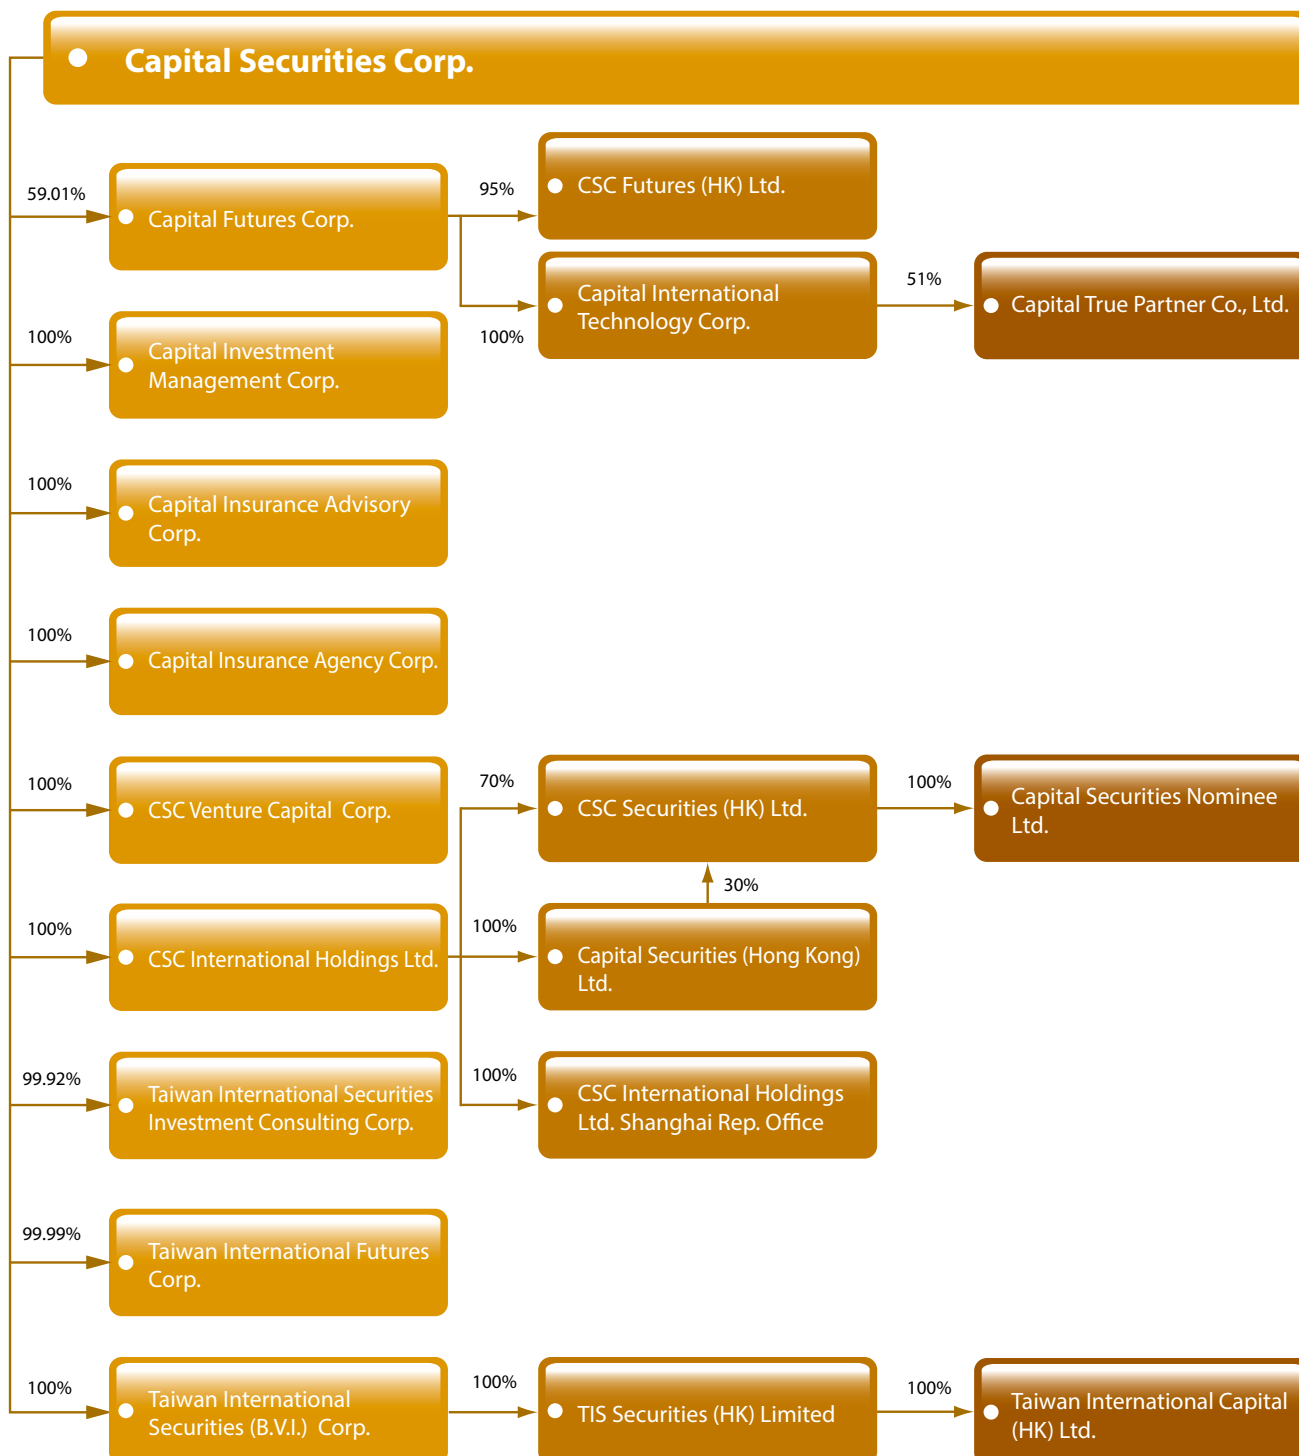 Capital Securities Corp.
59.01%
Capital Futures Corp.
95%
CSC Futures (HK) Ltd.
100%
Capital International
Technology Corp.
51%
Capital True Partner Co., Ltd.
100%
Capital Investment
Management Corp.
100%
Capital Insurance Advisory
Corp.
100%
Capital Insurance Agency Corp.
100%
CSC Venture Capital Corp.
70%
CSC Securities (HK) Ltd.
100%
Capital Securities Nominee
Ltd.
30%
100%
CSC International Holdings Ltd.
100%
Capital Securities (Hong Kong)
Ltd.
99.92%
Taiwan International Securities
Investment Consulting Corp.
100%
CSC International Holdings
Ltd. Shanghai Rep. Office
99.99%
Taiwan International Futures
Corp.
100%
Taiwan International
Securities (B.V.I.) Corp.
100%
TIS Securities (HK) Limited
100%
Taiwan International Capital
(HK) Ltd.